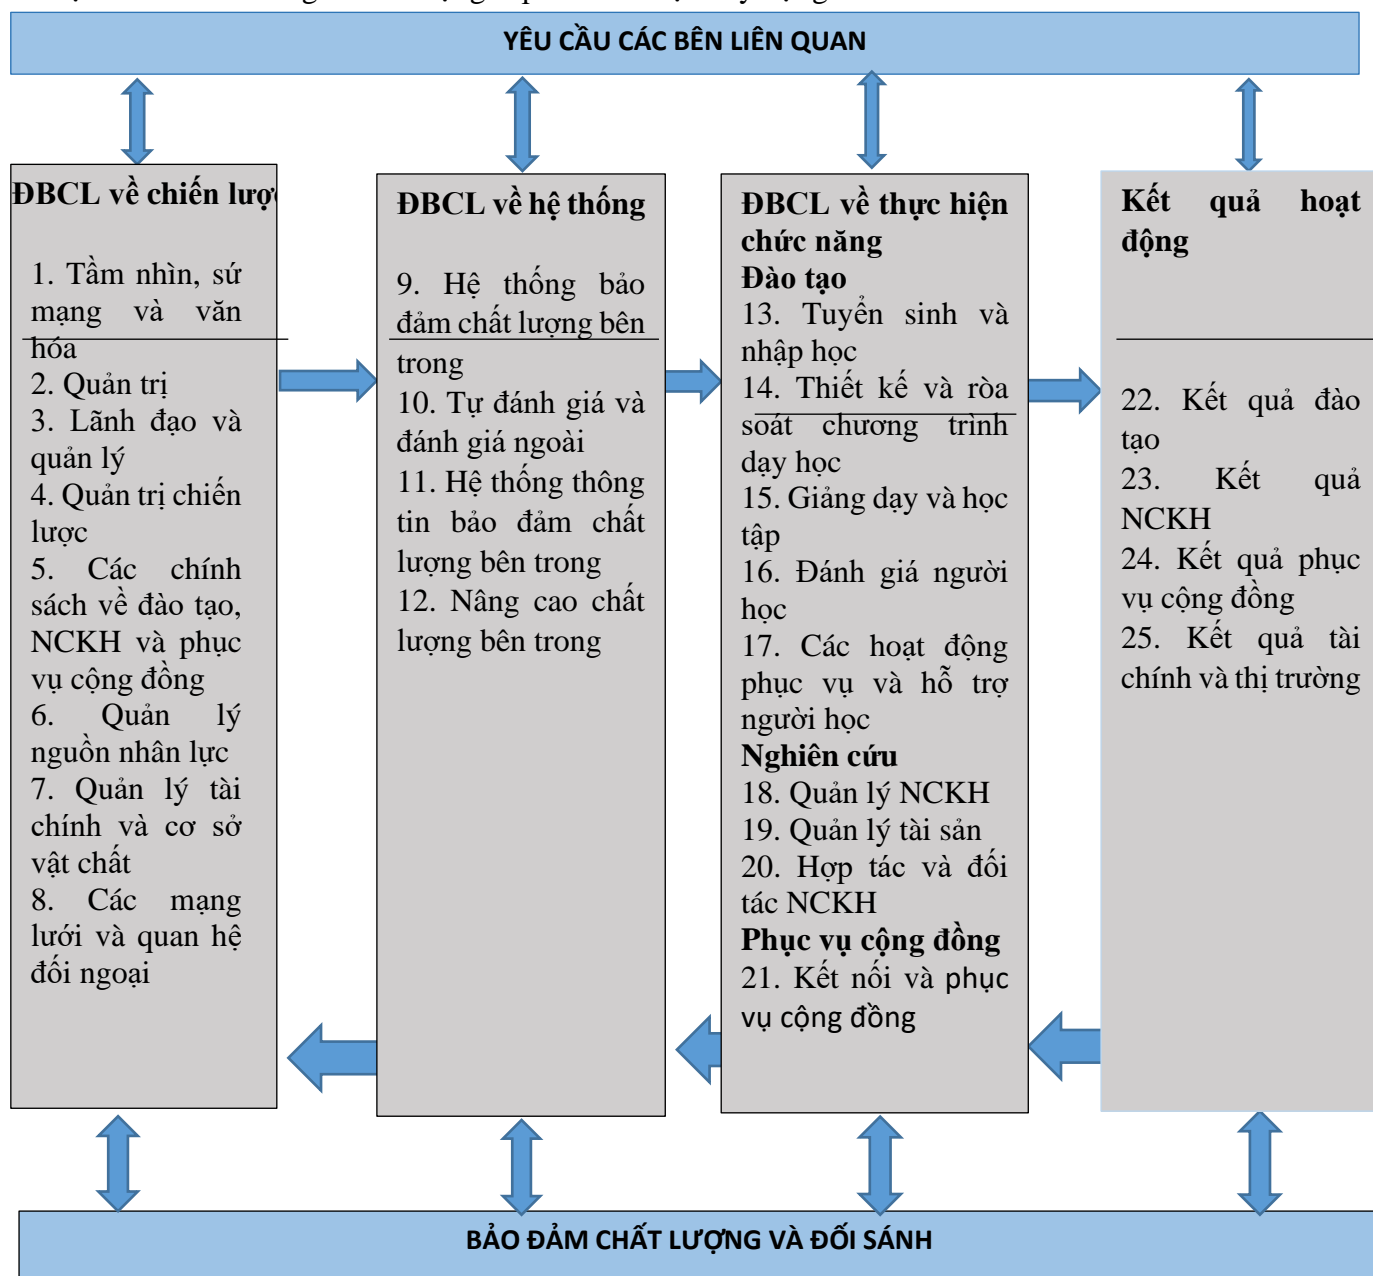 YÊU CẦU CÁC BÊN LIÊN QUAN
ĐBCL về chiến lượ
1. Tầm nhìn, sứ
mạng và văn
hóa
2. Quản trị
3. Lãnh đạo và
quản lý
4. Quản trị chiến
lược
5. Các chính
sách về đào tạo,
NCKH và phục
vụ cộng đồng
6. Quản lý
nguồn nhân lực
7. Quản lý tài
chính và cơ sở
vật chất
8. Các mạng
lưới và quan hệ
đối ngoại
ĐBCL về hệ thống
9. Hệ thống bảo
đảm chất lượng bên
trong
10. Tự đánh giá và
đánh giá ngoài
11. Hệ thống thông
tin bảo đảm chất
lượng bên trong
12. Nâng cao chất
lượng bên trong
ĐBCL về thực hiện
chức năng
Đào tạo
13. Tuyển sinh và
nhập học
14. Thiết kế và ròa
soát chương trình
dạy học
15. Giảng dạy và học
tập
16. Đánh giá người
học
17. Các hoạt động
phục vụ và hỗ trợ
người học
Nghiên cứu
18. Quản lý NCKH
19. Quản lý tài sản
20. Hợp tác và đối
tác NCKH
Phục vụ cộng đồng
21. Kết nối và phục
vụ cộng đồng
Kết quả hoạt
động
22. Kết quả đào
tạo
23. Kết quả
NCKH
24. Kết quả phục
vụ cộng đồng
25. Kết quả tài
chính và thị trường
BẢO ĐẢM CHẤT LƯỢNG VÀ ĐỐI SÁNH